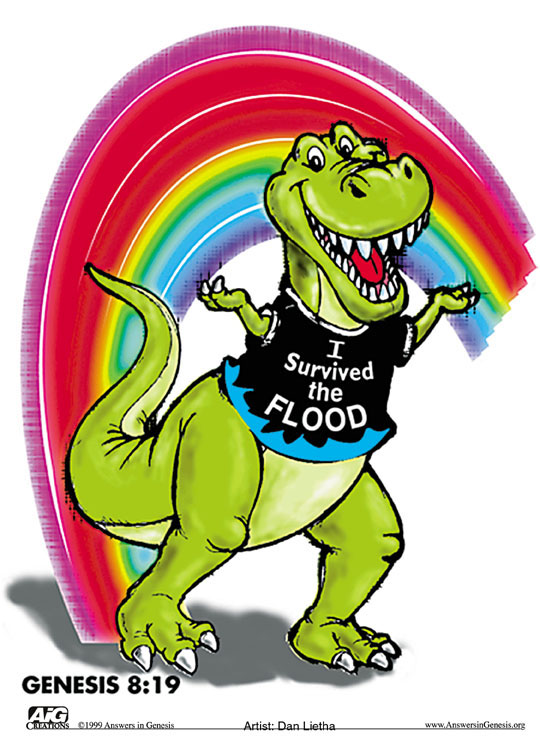 I
Survived
the
FLOOD
GENESIS 8:19
AiG
CREATIONS ©1999 Answers in Genesis Artist: Dan Lietha www.AnswersinGenesis.org